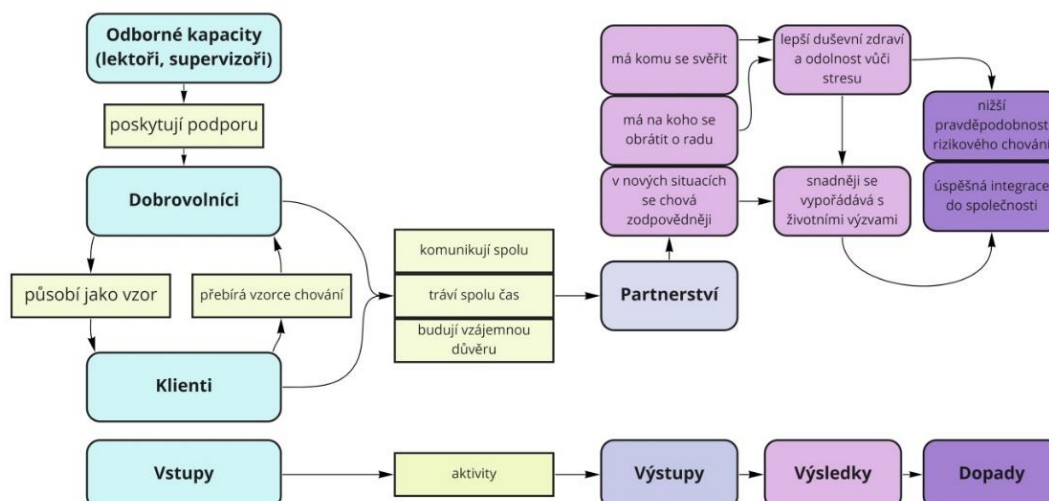 Odborné kapacity
(lektoři, supervizoři)
poskytují podporu
Dobrovolníci
působí jako vzor
přebírá vzorce chování
Klienti
komunikují spolu
tráví spolu čas
budují vzájemnou
důvěru
Partnerství
má komu se svěřit
má na koho se
obrátit o radu
v nových situacích
se chová
zodpovědněji
lepší duševní zdraví
a odolnost vůči
stresu
snadněji se
vypořádává s
životními výzvami
nižší
pravděpodobnost
rizikového chování
úspěšná integrace
do společnosti
Vstupy
aktivity
Výstupy
Výsledky
Dopady